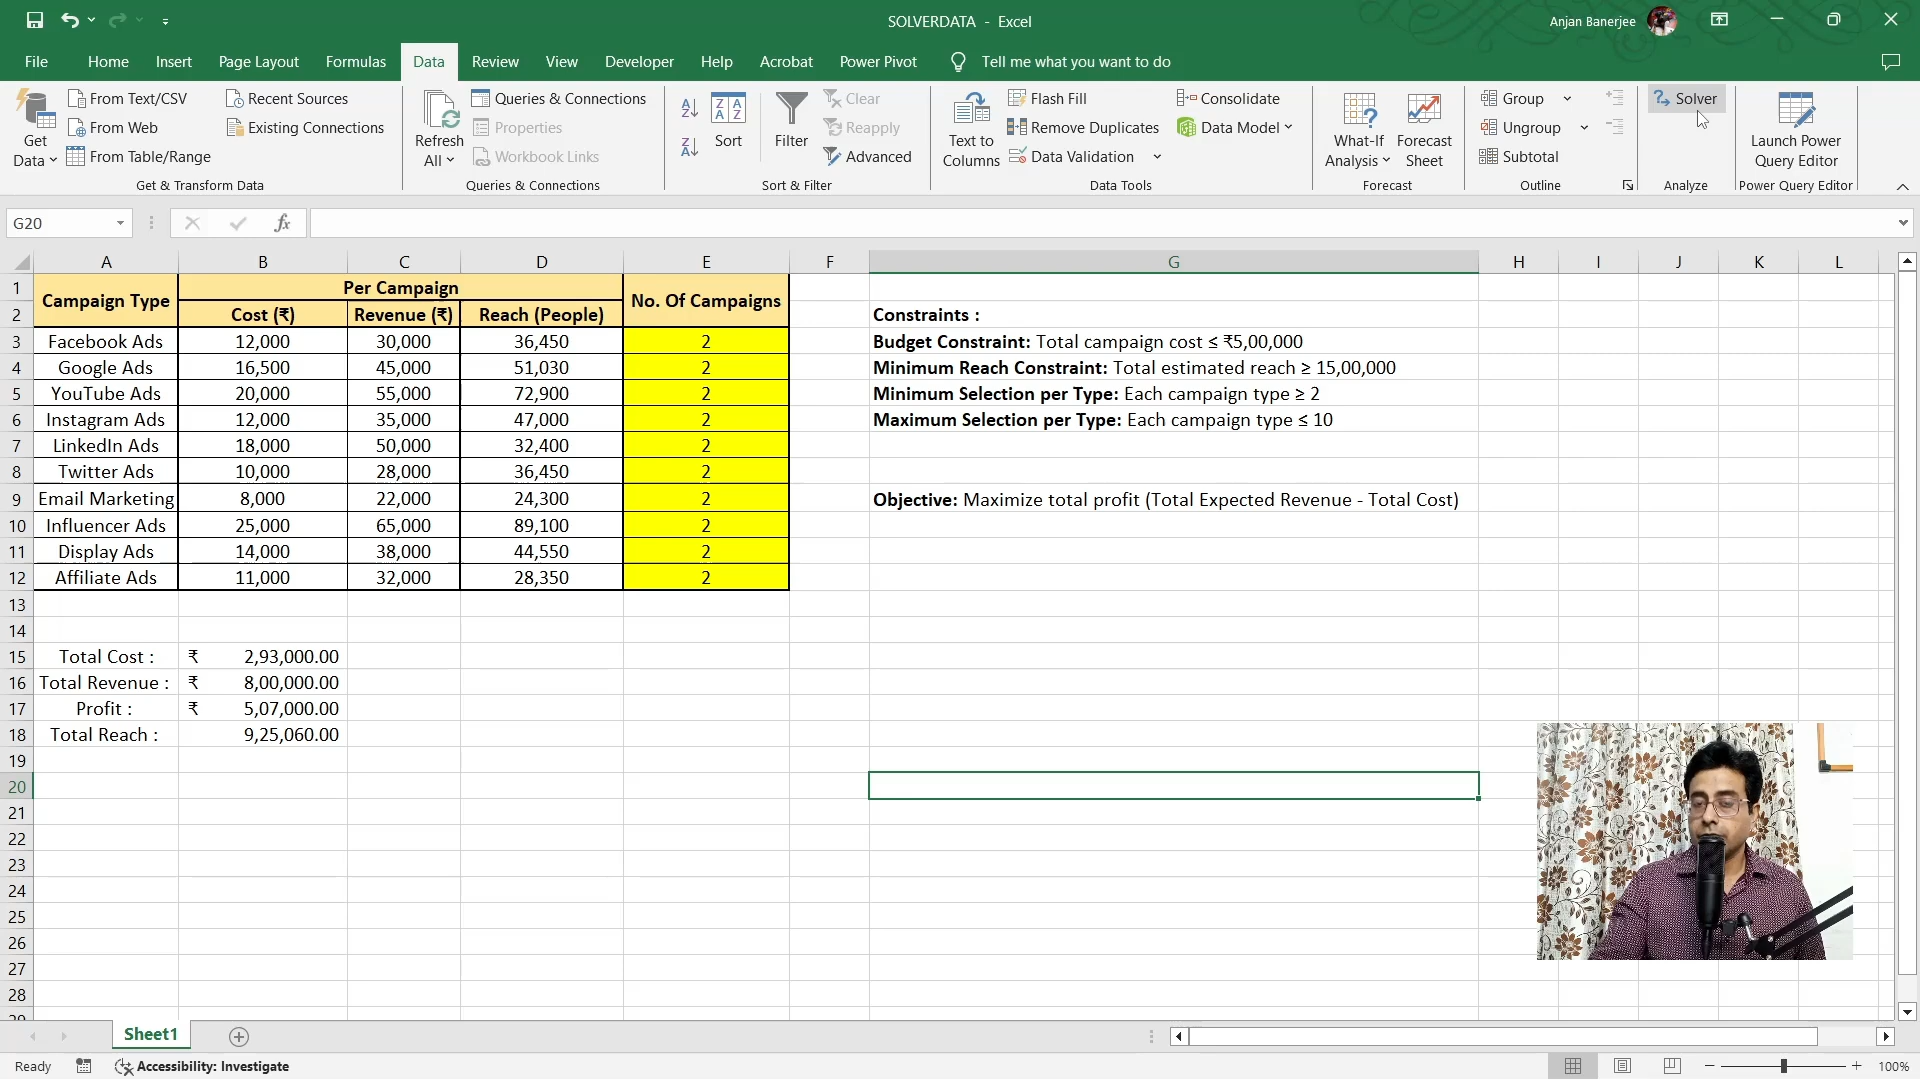 SOLVERDATA - Excel
Anjan Banerjee
File Home Insert Page Layout Formulas Data Review View Developer Help Acrobat Power Pivot Tell me what you want to do
From Text/CSV
From Web
From Table/Range
Get Data
Recent Sources
Existing Connections
Get & Transform Data
Refresh All
Queries & Connections
Properties
Workbook Links
Queries & Connections
Sort
Filter
Clear
Reapply
Advanced
Sort & Filter
Text to Columns
Flash Fill
Remove Duplicates
Data Validation
Consolidate
Data Model
Data Tools
What-If Analysis
Forecast Sheet
Forecast
Group
Ungroup
Subtotal
Outline
Solver
Analyze
Launch Power Query Editor
Power Query Editor
G20 fx
A B C D E F G H I J K L
1 Campaign Type Per Campaign No. Of Campaigns
2 Cost (₹) Revenue (₹) Reach (People) Constraints :
3 Facebook Ads 12,000 30,000 36,450 2 Budget Constraint: Total campaign cost ≤ ₹5,00,000
4 Google Ads 16,500 45,000 51,030 2 Minimum Reach Constraint: Total estimated reach ≥ 15,00,000
5 YouTube Ads 20,000 55,000 72,900 2 Minimum Selection per Type: Each campaign type ≥ 2
6 Instagram Ads 12,000 35,000 47,000 2 Maximum Selection per Type: Each campaign type ≤ 10
7 LinkedIn Ads 18,000 50,000 32,400 2
8 Twitter Ads 10,000 28,000 36,450 2
9 Email Marketing 8,000 22,000 24,300 2 Objective: Maximize total profit (Total Expected Revenue - Total Cost)
10 Influencer Ads 25,000 65,000 89,100 2
11 Display Ads 14,000 38,000 44,550 2
12 Affiliate Ads 11,000 32,000 28,350 2
13
14
15 Total Cost : ₹ 2,93,000.00
16 Total Revenue : ₹ 8,00,000.00
17 Profit : ₹ 5,07,000.00
18 Total Reach : 9,25,060.00
19
20
21
22
23
24
25
26
27
28
29
Sheet1
Ready Accessibility: Investigate 100%